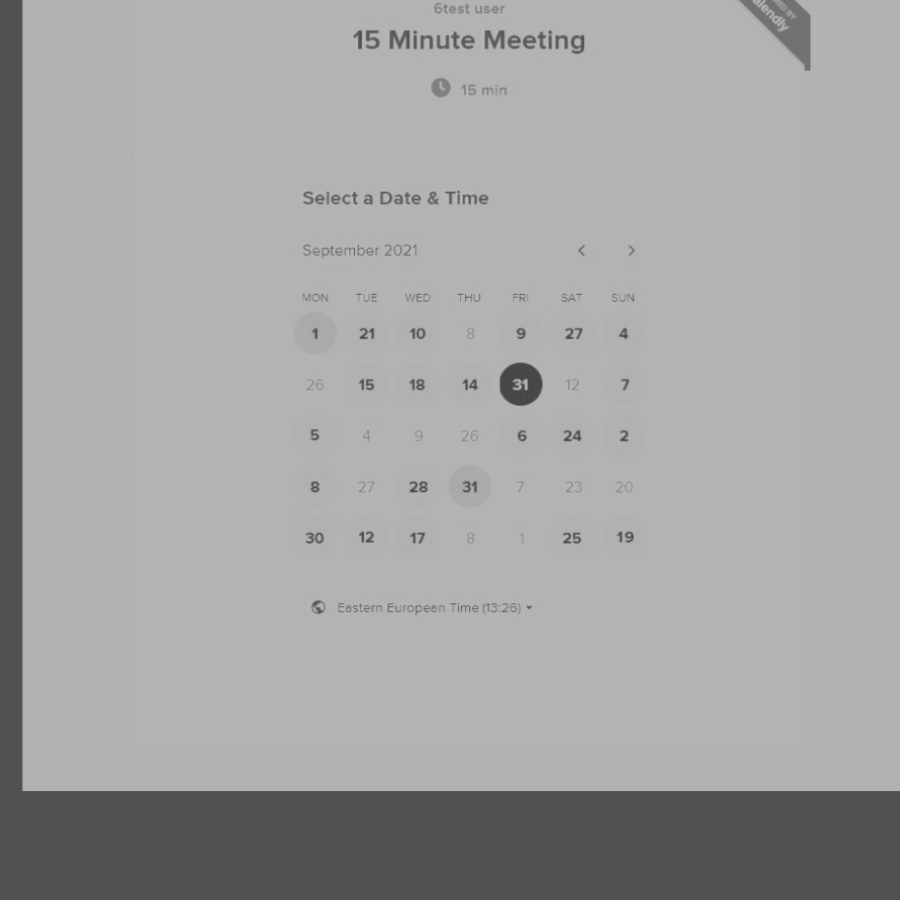 6test user
15 Minute Meeting
15 min
Select a Date & Time
September 2021
MON TUE WED THU FRI SAT SUN
1 21 10 8 9 27 4
26 15 18 14 31 12 7
5 4 9 26 6 24 2
8 27 28 31 7 23 20
30 12 17 8 1 25 19
Eastern European Time (13:26)